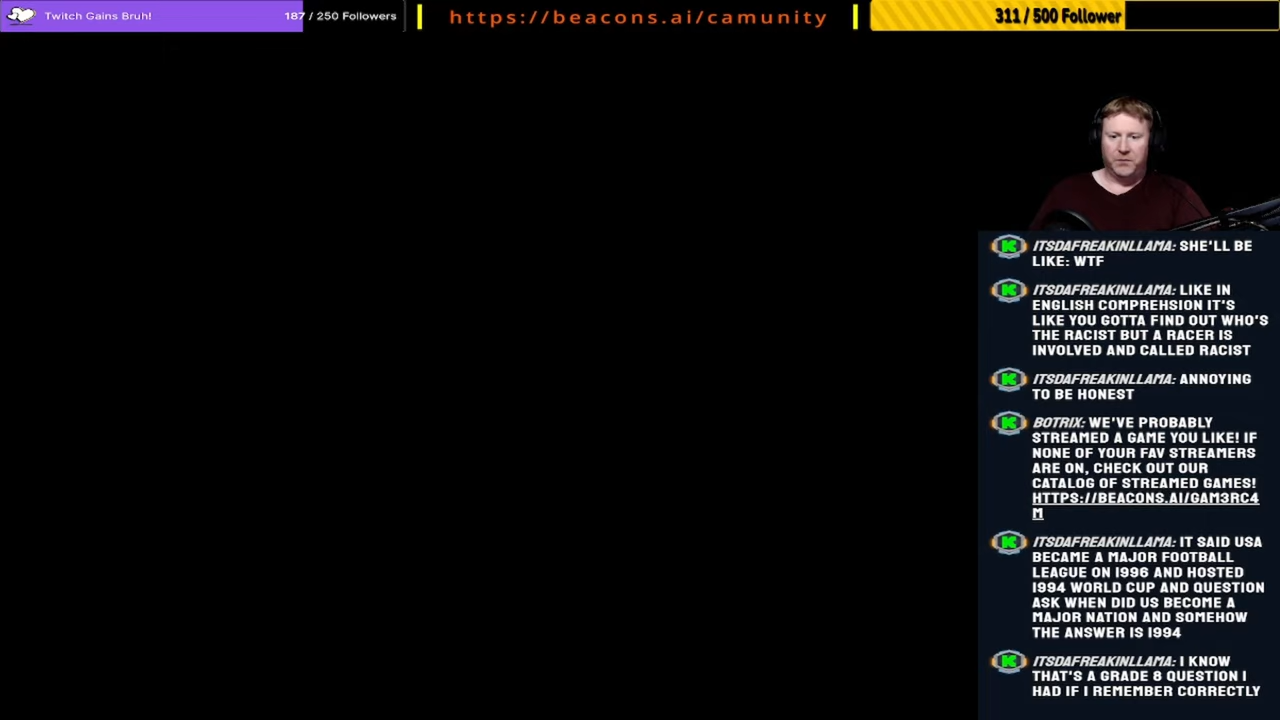 Twitch Gains Bruh!
187 / 250 Followers
https://beacons.ai/camunity
311 / 500 Follower
ITSDAFREAKINLLAMA: SHE'LL BE
LIKE: WTF
ITSDAFREAKINLLAMA: LIKE IN
ENGLISH COMPREHSION IT'S
LIKE YOU GOTTA FIND OUT WHO'S
THE RACIST BUT A RACER IS
INVOLVED AND CALLED RACIST
ITSDAFREAKINLLAMA: ANNOYING
TO BE HONEST
BOTRIX: WE'VE PROBABLY
STREAMED A GAME YOU LIKE! IF
NONE OF YOUR FAV STREAMERS
ARE ON, CHECK OUT OUR
CATALOG OF STREAMED GAMES!
HTTPS://BEACONS.AI/GAM3RC4
M
ITSDAFREAKINLLAMA: IT SAID USA
BECAME A MAJOR FOOTBALL
LEAGUE ON 1996 AND HOSTED
1994 WORLD CUP AND QUESTION
ASK WHEN DID US BECOME A
MAJOR NATION AND SOMEHOW
THE ANSWER IS 1994
ITSDAFREAKINLLAMA: I KNOW
THAT'S A GRADE 8 QUESTION I
HAD IF I REMEMBER CORRECTLY